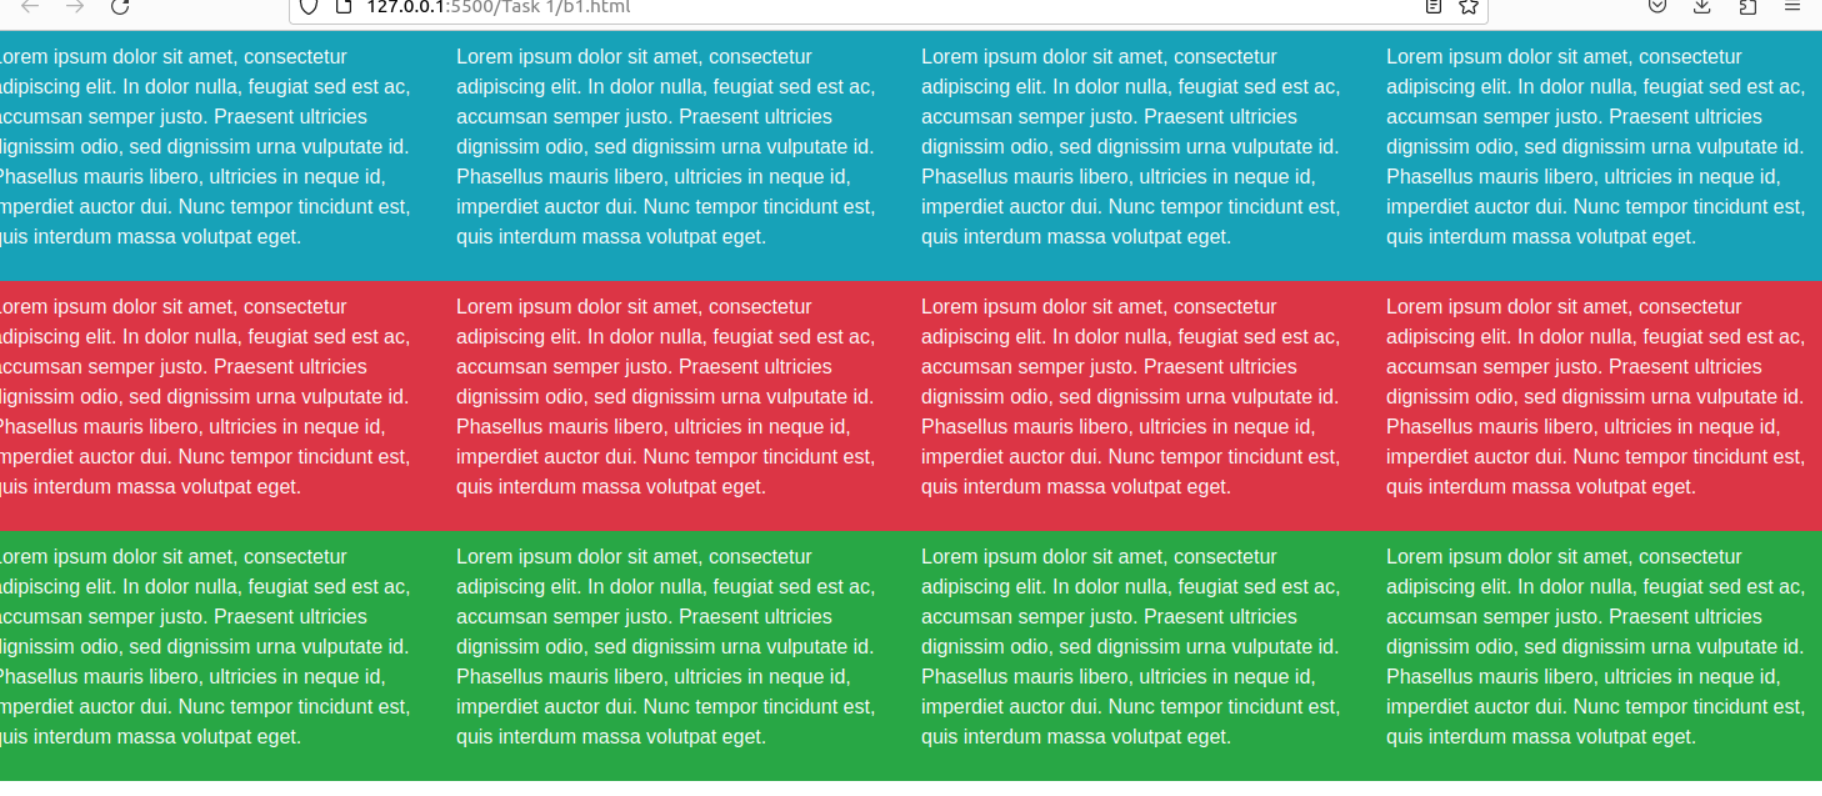 127.0.0.1:5500/Task 1/b1.html
Lorem ipsum dolor sit amet, consectetur
adipiscing elit. In dolor nulla, feugiat sed est ac,
accumsan semper justo. Praesent ultricies
dignissim odio, sed dignissim urna vulputate id.
Phasellus mauris libero, ultricies in neque id,
imperdiet auctor dui. Nunc tempor tincidunt est,
quis interdum massa volutpat eget.
Lorem ipsum dolor sit amet, consectetur
adipiscing elit. In dolor nulla, feugiat sed est ac,
accumsan semper justo. Praesent ultricies
dignissim odio, sed dignissim urna vulputate id.
Phasellus mauris libero, ultricies in neque id,
imperdiet auctor dui. Nunc tempor tincidunt est,
quis interdum massa volutpat eget.
Lorem ipsum dolor sit amet, consectetur
adipiscing elit. In dolor nulla, feugiat sed est ac,
accumsan semper justo. Praesent ultricies
dignissim odio, sed dignissim urna vulputate id.
Phasellus mauris libero, ultricies in neque id,
imperdiet auctor dui. Nunc tempor tincidunt est,
quis interdum massa volutpat eget.
Lorem ipsum dolor sit amet, consectetur
adipiscing elit. In dolor nulla, feugiat sed est ac,
accumsan semper justo. Praesent ultricies
dignissim odio, sed dignissim urna vulputate id.
Phasellus mauris libero, ultricies in neque id,
imperdiet auctor dui. Nunc tempor tincidunt est,
quis interdum massa volutpat eget.
Lorem ipsum dolor sit amet, consectetur
adipiscing elit. In dolor nulla, feugiat sed est ac,
accumsan semper justo. Praesent ultricies
dignissim odio, sed dignissim urna vulputate id.
Phasellus mauris libero, ultricies in neque id,
imperdiet auctor dui. Nunc tempor tincidunt est,
quis interdum massa volutpat eget.
Lorem ipsum dolor sit amet, consectetur
adipiscing elit. In dolor nulla, feugiat sed est ac,
accumsan semper justo. Praesent ultricies
dignissim odio, sed dignissim urna vulputate id.
Phasellus mauris libero, ultricies in neque id,
imperdiet auctor dui. Nunc tempor tincidunt est,
quis interdum massa volutpat eget.
Lorem ipsum dolor sit amet, consectetur
adipiscing elit. In dolor nulla, feugiat sed est ac,
accumsan semper justo. Praesent ultricies
dignissim odio, sed dignissim urna vulputate id.
Phasellus mauris libero, ultricies in neque id,
imperdiet auctor dui. Nunc tempor tincidunt est,
quis interdum massa volutpat eget.
Lorem ipsum dolor sit amet, consectetur
adipiscing elit. In dolor nulla, feugiat sed est ac,
accumsan semper justo. Praesent ultricies
dignissim odio, sed dignissim urna vulputate id.
Phasellus mauris libero, ultricies in neque id,
imperdiet auctor dui. Nunc tempor tincidunt est,
quis interdum massa volutpat eget.
Lorem ipsum dolor sit amet, consectetur
adipiscing elit. In dolor nulla, feugiat sed est ac,
accumsan semper justo. Praesent ultricies
dignissim odio, sed dignissim urna vulputate id.
Phasellus mauris libero, ultricies in neque id,
imperdiet auctor dui. Nunc tempor tincidunt est,
quis interdum massa volutpat eget.
Lorem ipsum dolor sit amet, consectetur
adipiscing elit. In dolor nulla, feugiat sed est ac,
accumsan semper justo. Praesent ultricies
dignissim odio, sed dignissim urna vulputate id.
Phasellus mauris libero, ultricies in neque id,
imperdiet auctor dui. Nunc tempor tincidunt est,
quis interdum massa volutpat eget.
Lorem ipsum dolor sit amet, consectetur
adipiscing elit. In dolor nulla, feugiat sed est ac,
accumsan semper justo. Praesent ultricies
dignissim odio, sed dignissim urna vulputate id.
Phasellus mauris libero, ultricies in neque id,
imperdiet auctor dui. Nunc tempor tincidunt est,
quis interdum massa volutpat eget.
Lorem ipsum dolor sit amet, consectetur
adipiscing elit. In dolor nulla, feugiat sed est ac,
accumsan semper justo. Praesent ultricies
dignissim odio, sed dignissim urna vulputate id.
Phasellus mauris libero, ultricies in neque id,
imperdiet auctor dui. Nunc tempor tincidunt est,
quis interdum massa volutpat eget.